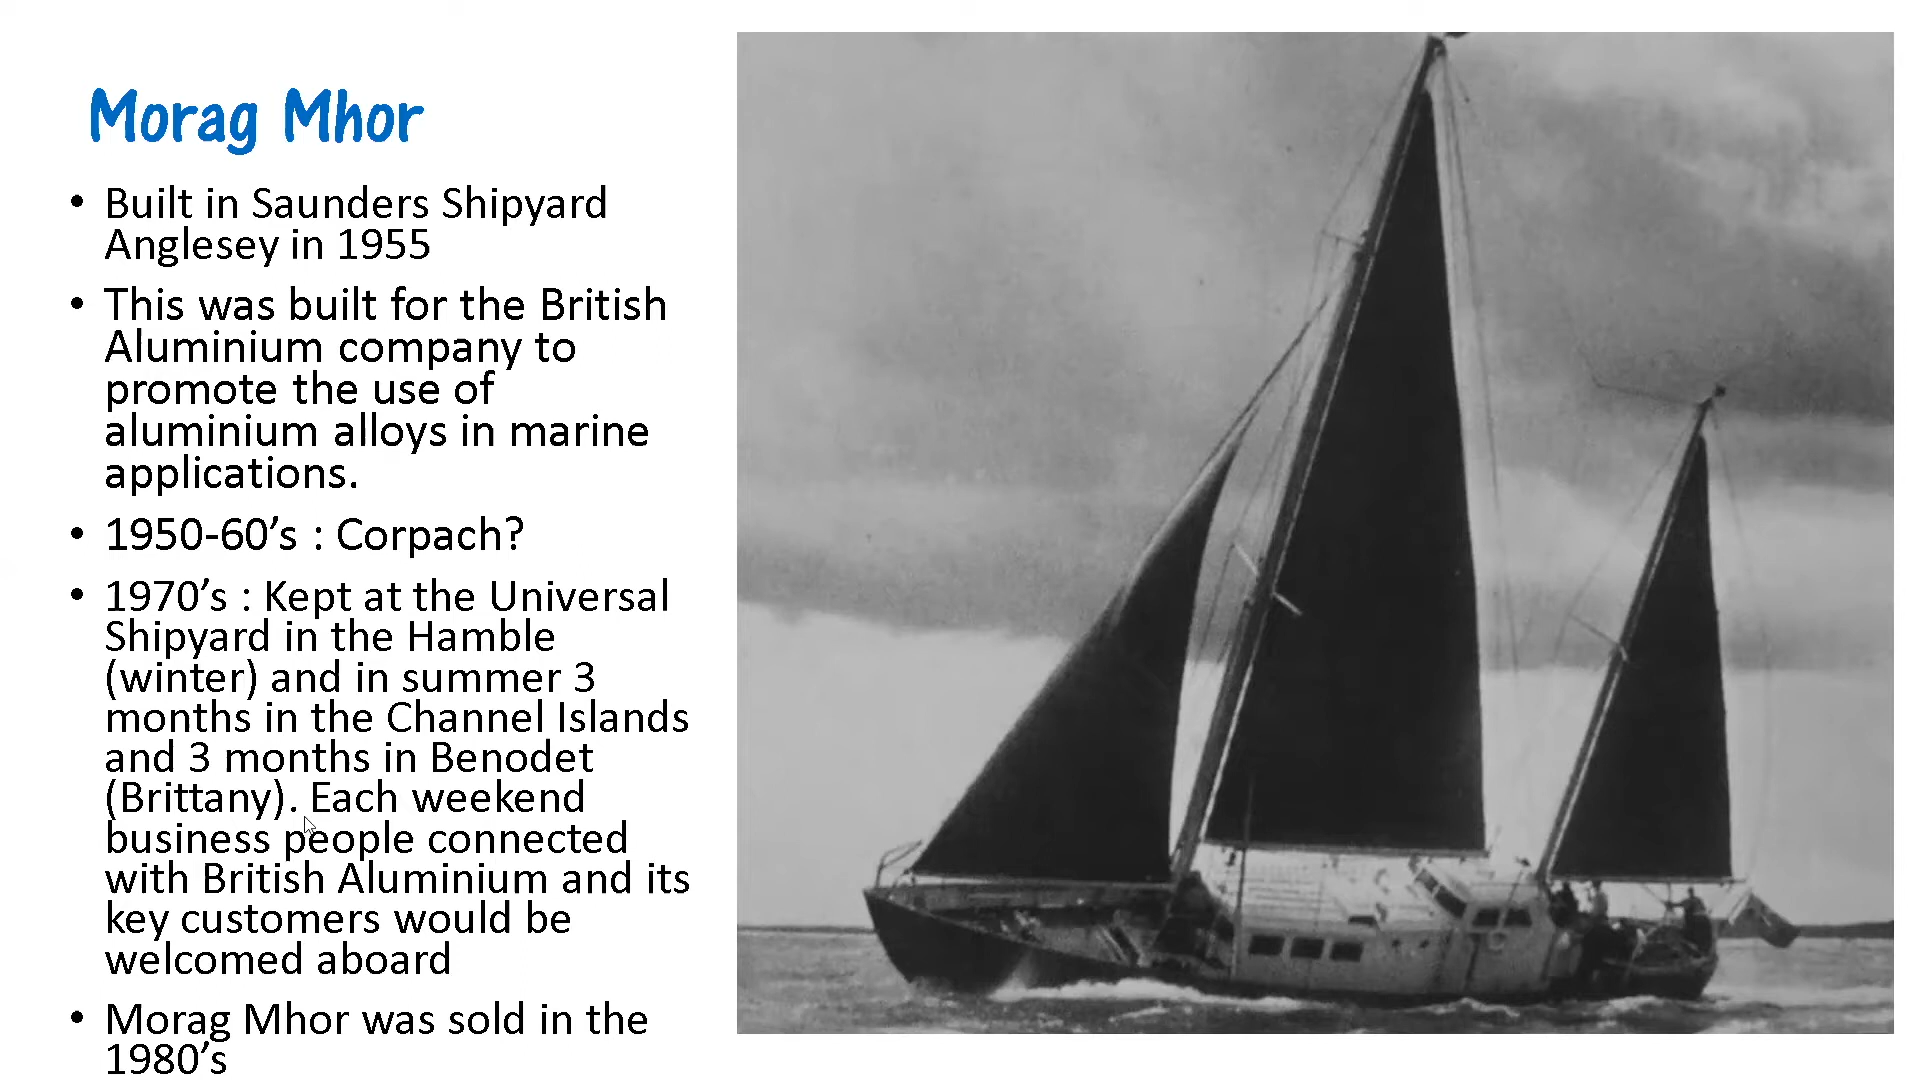 Morag Mhor
• Built in Saunders Shipyard
Anglesey in 1955
• This was built for the British
Aluminium company to
promote the use of
aluminium alloys in marine
applications.
• 1950-60’s : Corpach?
• 1970’s : Kept at the Universal
Shipyard in the Hamble
(winter) and in summer 3
months in the Channel Islands
and 3 months in Benodet
(Brittany). Each weekend
business people connected
with British Aluminium and its
key customers would be
welcomed aboard
• Morag Mhor was sold in the
1980’s